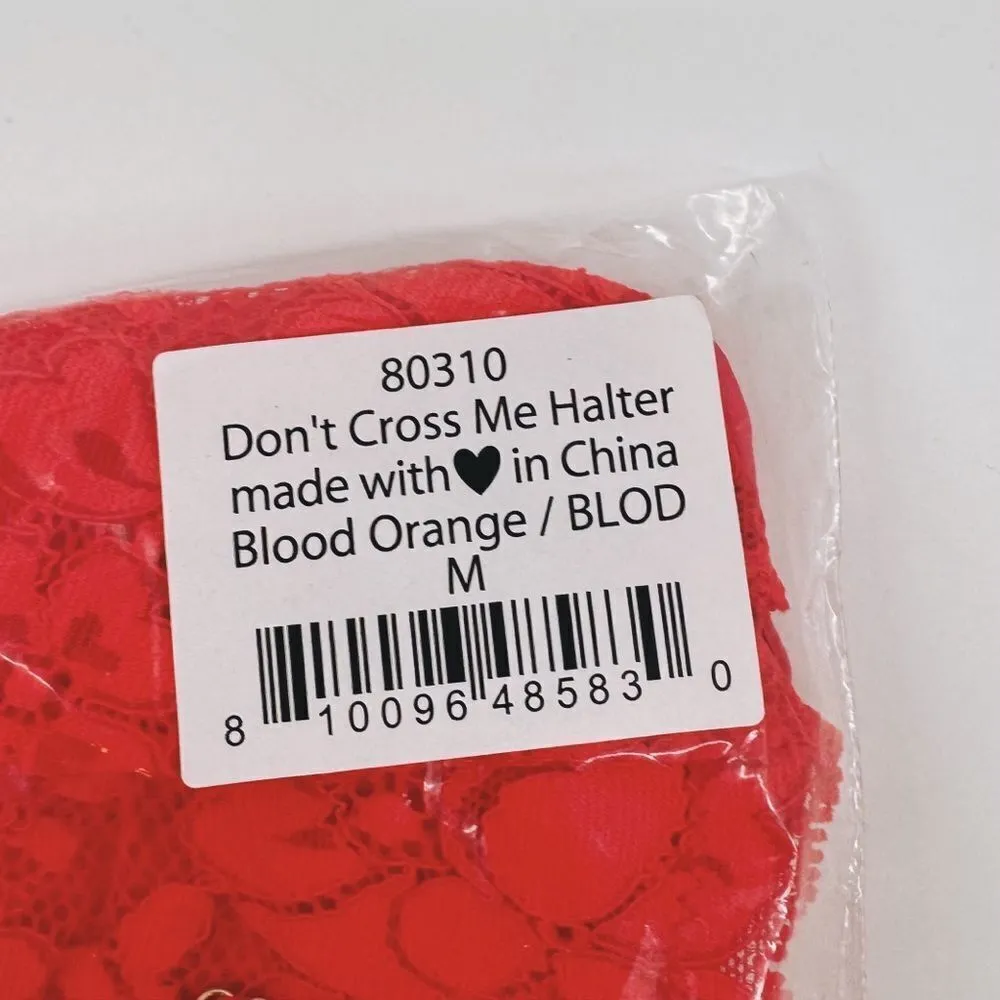 80310
Don't Cross Me Halter
made with🖤in China
Blood Orange / BLOD
M
8 10096 48583 0